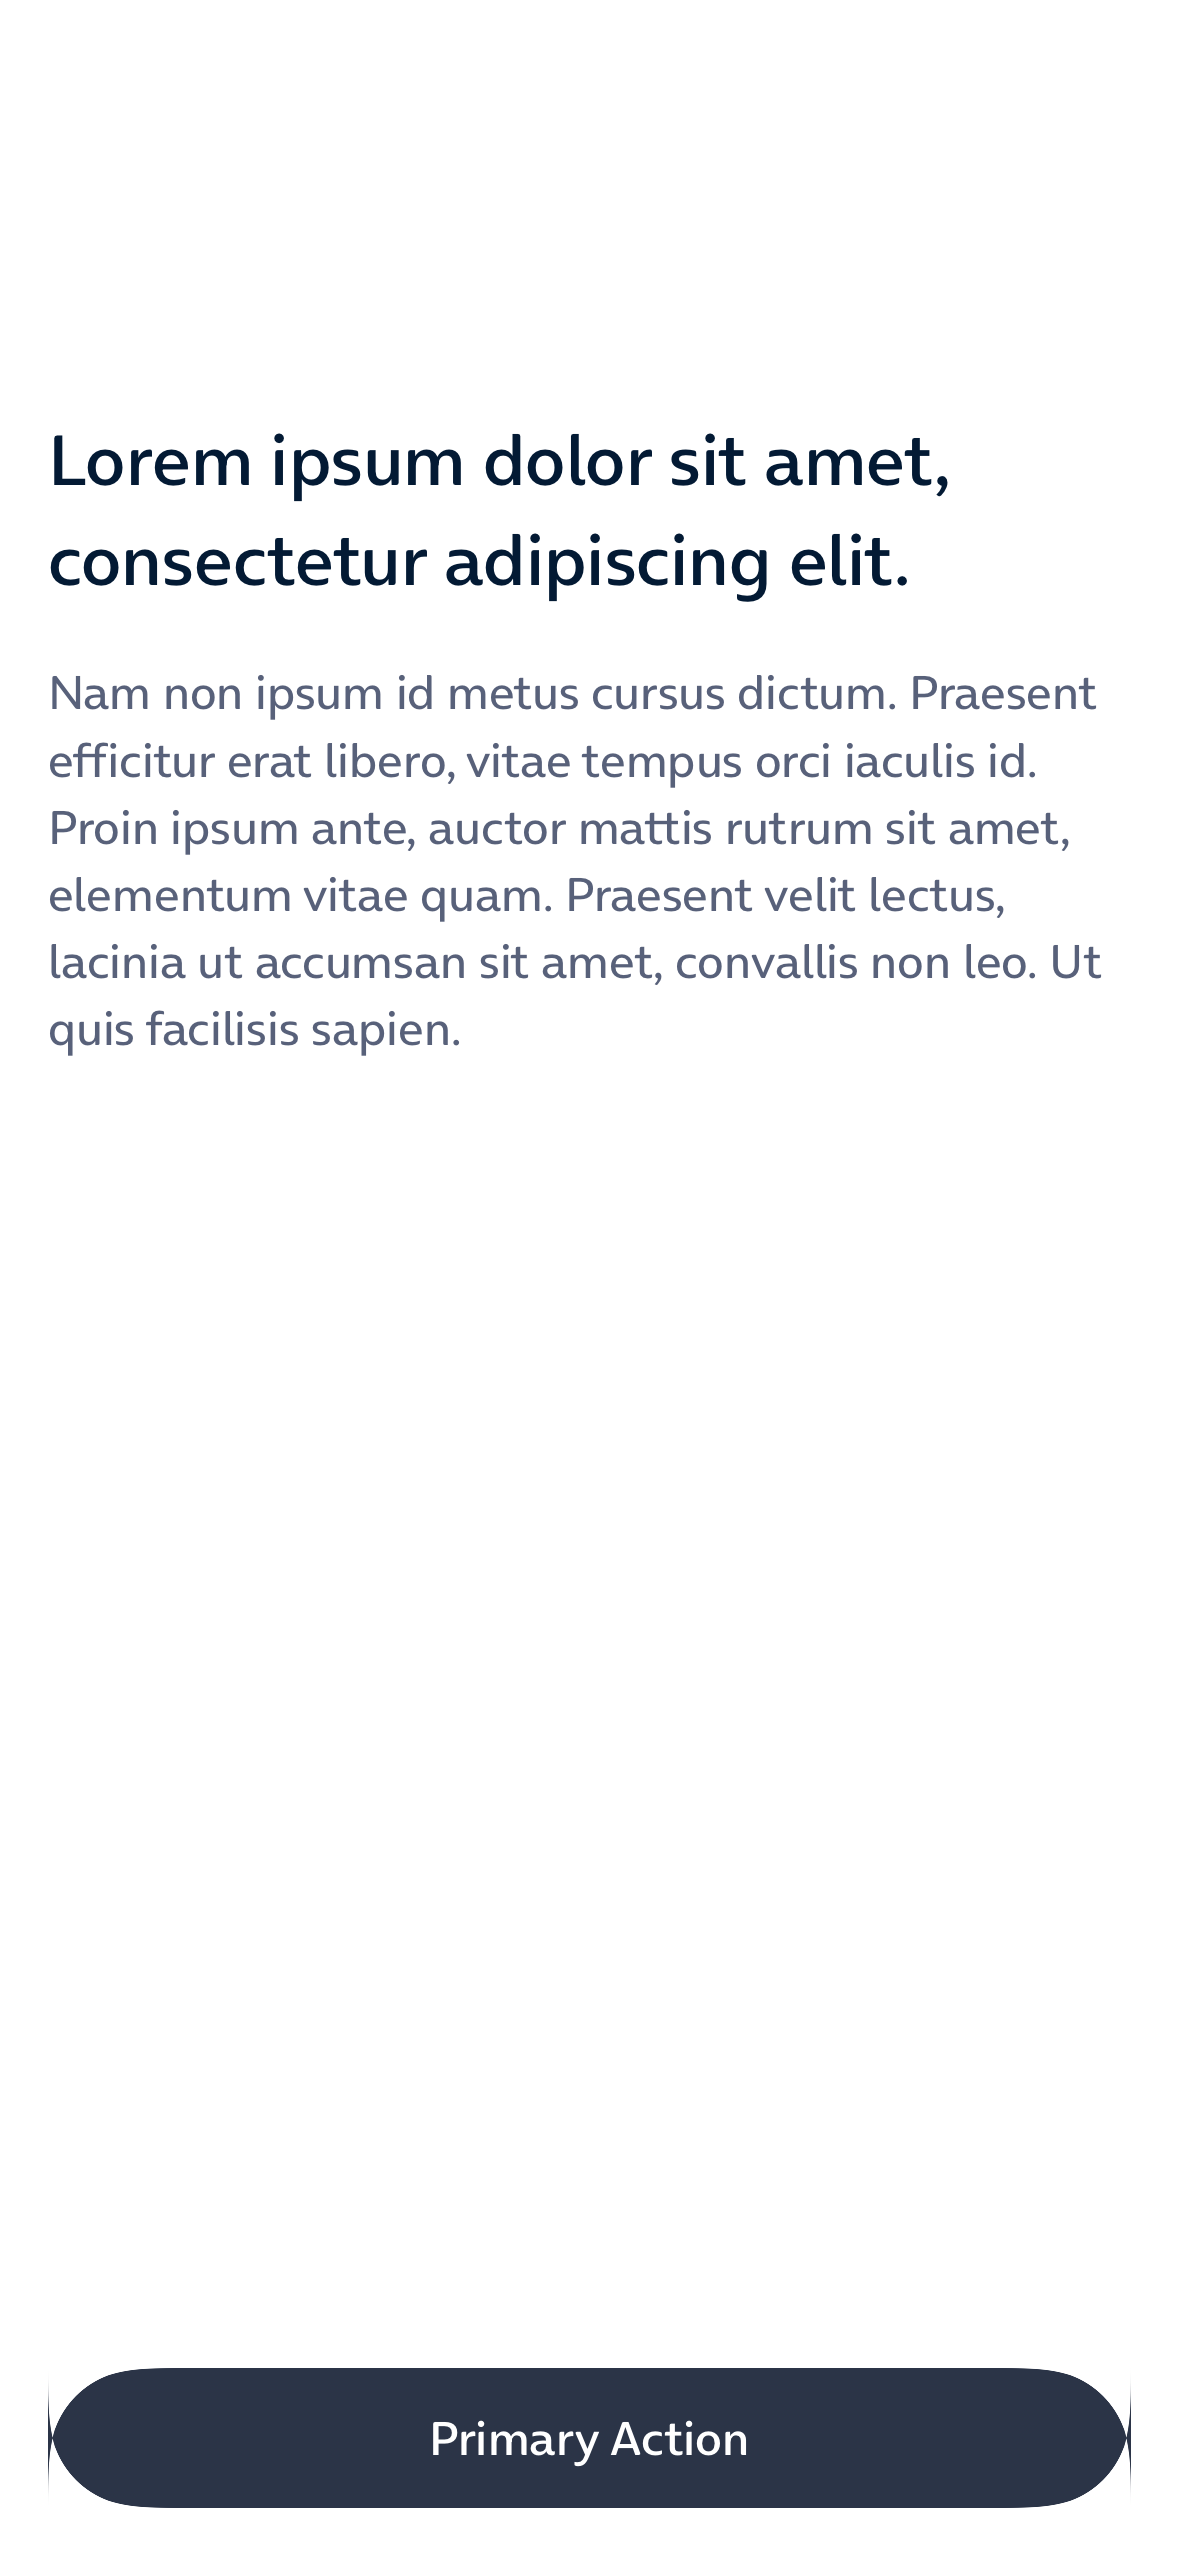 Lorem ipsum dolor sit amet,
consectetur adipiscing elit.
Nam non ipsum id metus cursus dictum. Praesent
efficitur erat libero, vitae tempus orci iaculis id.
Proin ipsum ante, auctor mattis rutrum sit amet,
elementum vitae quam. Praesent velit lectus,
lacinia ut accumsan sit amet, convallis non leo. Ut
quis facilisis sapien.
Primary Action